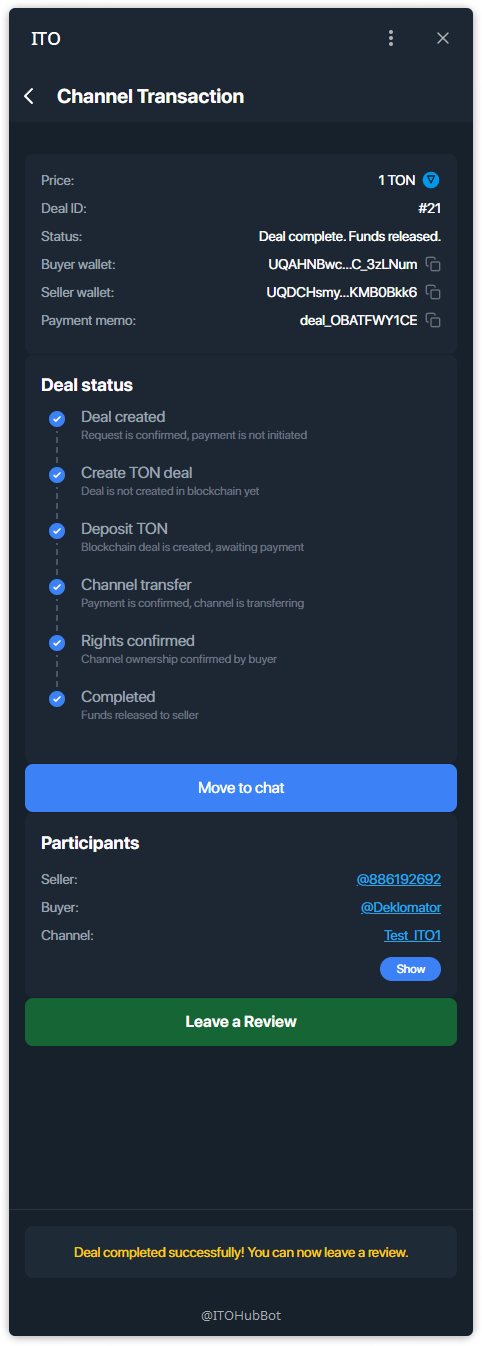 ITO
Channel Transaction
Price: 1 TON
Deal ID: #21
Status: Deal complete. Funds released.
Buyer wallet: UQAHNBwc...C_3zLNum
Seller wallet: UQDCHsmy...KMB0Bkk6
Payment memo: deal_OBATFWY1CE
Deal status
Deal created
Request is confirmed, payment is not initiated
Create TON deal
Deal is not created in blockchain yet
Deposit TON
Blockchain deal is created, awaiting payment
Channel transfer
Payment is confirmed, channel is transferring
Rights confirmed
Channel ownership confirmed by buyer
Completed
Funds released to seller
Move to chat
Participants
Seller: @886192692
Buyer: @Deklomator
Channel: Test_ITO1
Show
Leave a Review
Deal completed successfully! You can now leave a review.
@ITOHubBot